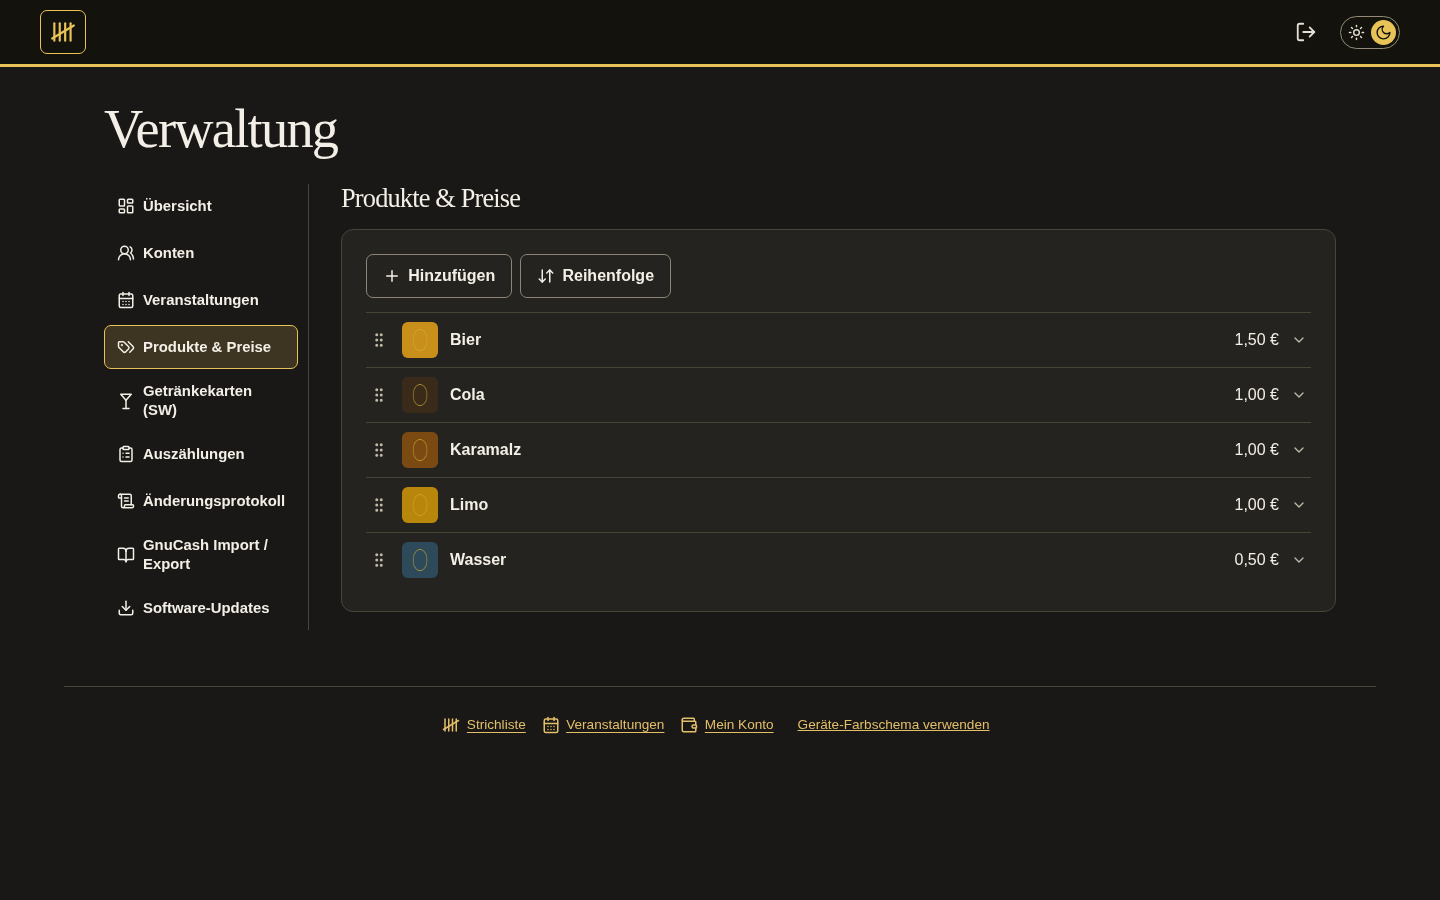 Verwaltung
Übersicht
Konten
Veranstaltungen
Produkte & Preise
Getränkekarten
(SW)
Auszählungen
Änderungsprotokoll
GnuCash Import /
Export
Software-Updates
Produkte & Preise
Hinzufügen
Reihenfolge
Bier 1,50 €
Cola 1,00 €
Karamalz 1,00 €
Limo 1,00 €
Wasser 0,50 €
Strichliste Veranstaltungen Mein Konto Geräte-Farbschema verwenden